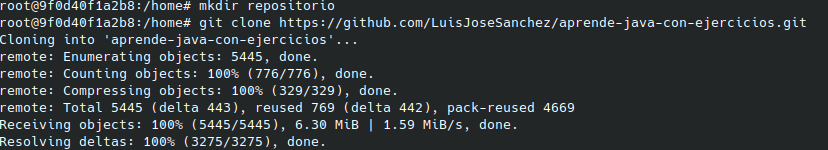 root@9f0d40f1a2b8:/home# mkdir repositorio
root@9f0d40f1a2b8:/home# git clone https://github.com/LuisJoseSanchez/aprende-java-con-ejercicios.git
Cloning into 'aprende-java-con-ejercicios'...
remote: Enumerating objects: 5445, done.
remote: Counting objects: 100% (776/776), done.
remote: Compressing objects: 100% (329/329), done.
remote: Total 5445 (delta 443), reused 769 (delta 442), pack-reused 4669
Receiving objects: 100% (5445/5445), 6.30 MiB | 1.59 MiB/s, done.
Resolving deltas: 100% (3275/3275), done.